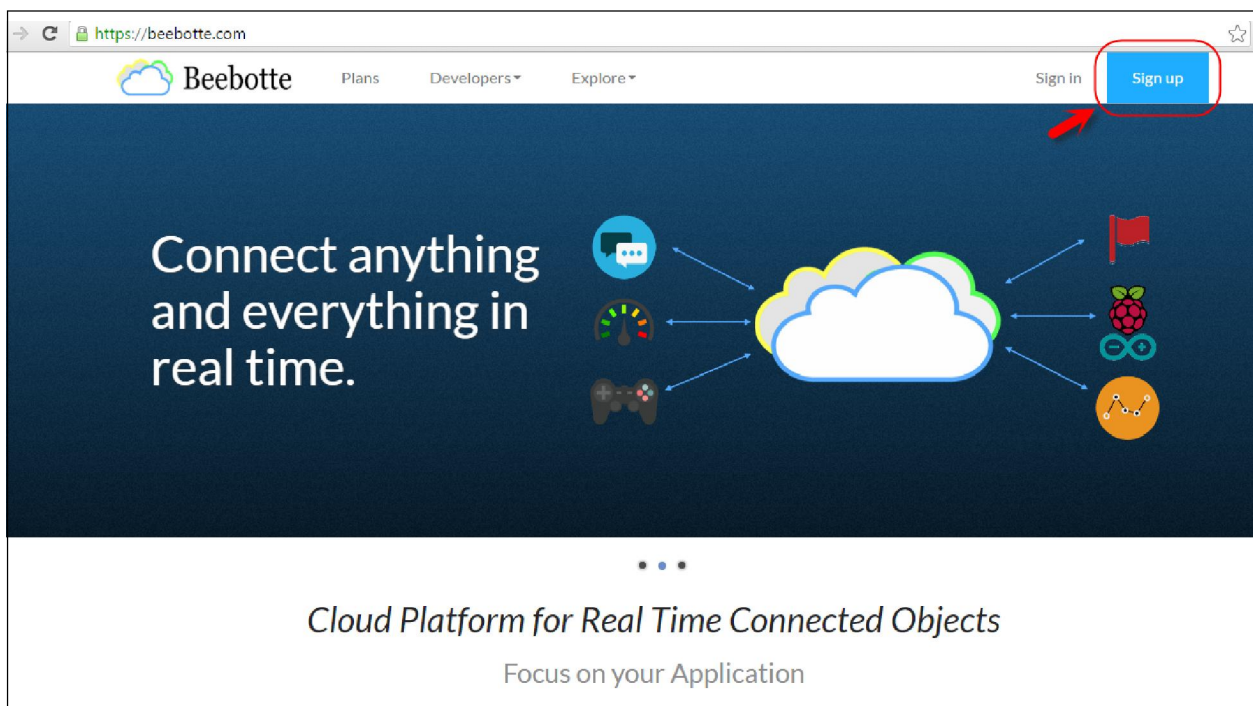 https://beebotte.com
Beebotte Plans Developers Explore Sign in Sign up
Connect anything
and everything in
real time.
Cloud Platform for Real Time Connected Objects
Focus on your Application